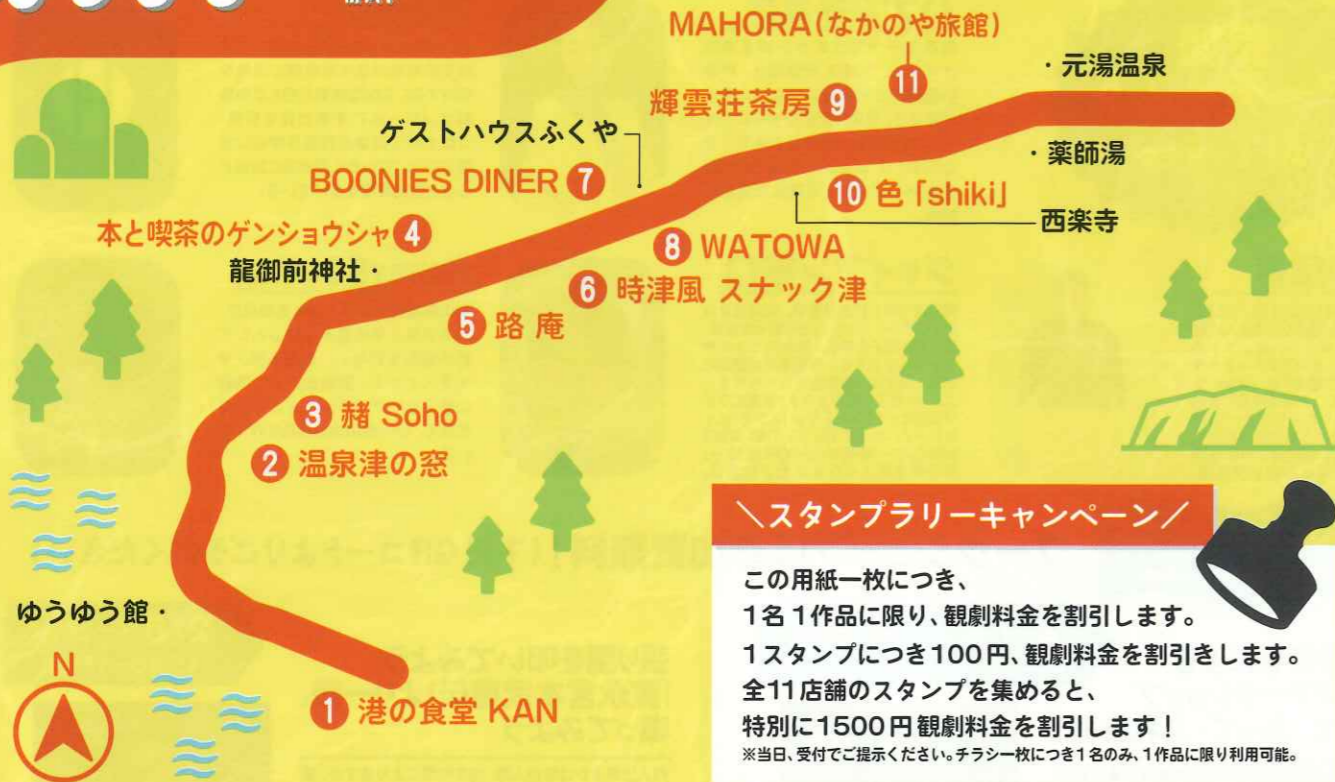 MAHORA(なかのや旅館)
11
・元湯温泉
輝雲荘茶房 9
ゲストハウスふくや
・薬師湯
BOONIES DINER 7
10 色「shiki」
西楽寺
本と喫茶のゲンショウシャ 4
8 WATOWA
龍御前神社・
6 時津風 スナック津
5 路庵
3 赭 Soho
2 温泉津の窓
ゆうゆう館・
N
1 港の食堂 KAN
＼スタンプラリーキャンペーン／
この用紙一枚につき、
1名1作品に限り、観劇料金を割引します。
1スタンプにつき100円、観劇料金を割引きします。
全11店舗のスタンプを集めると、
特別に1500円観劇料金を割引します！
※当日、受付でご提示ください。チラシ一枚につき1名のみ、1作品に限り利用可能。